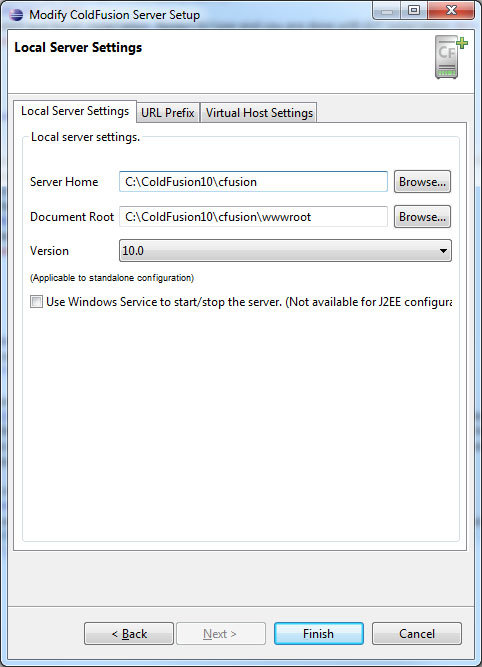 Modify ColdFusion Server Setup
Local Server Settings
CF
Local Server Settings
URL Prefix
Virtual Host Settings
Local server settings.
Server Home
C:\ColdFusion10\cfusion
Browse...
Document Root
C:\ColdFusion10\cfusion\wwwroot
Browse...
Version
10.0
(Applicable to standalone configuration)
Use Windows Service to start/stop the server. (Not available for J2EE configura
< Back
Next >
Finish
Cancel